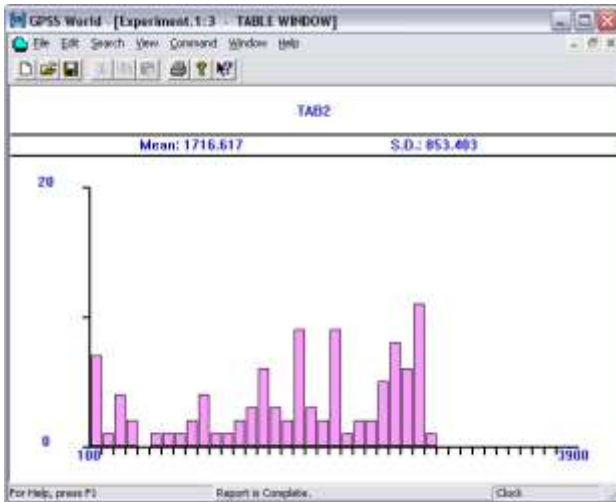 GPSS World - [Experiment.1:3 - TABLE WINDOW]
File Edit Search View Command Window Help
TAB2
Mean: 1716.617 S.D.: 853.403
20
0
100 3900
For Help, press F1 Report is Complete. Clock